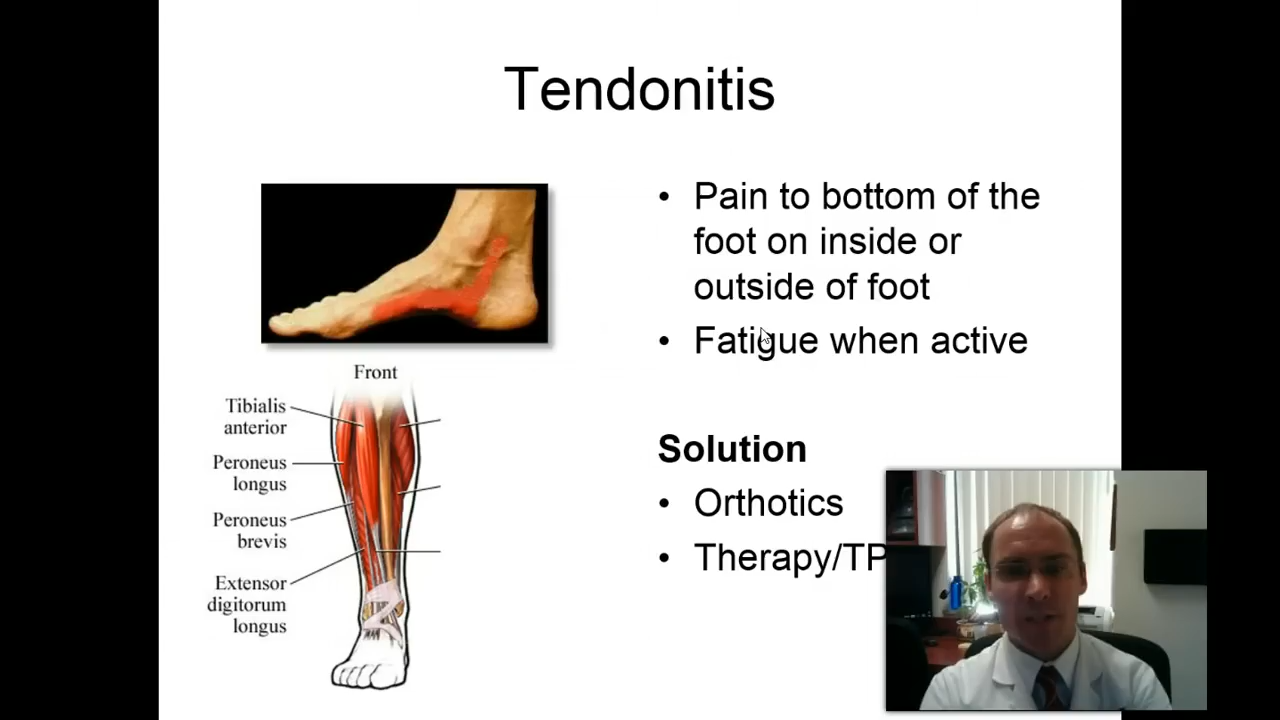 Tendonitis
• Pain to bottom of the
foot on inside or
outside of foot
• Fatigue when active
Solution
• Orthotics
• Therapy/TP
Front
Tibialis
anterior
Peroneus
longus
Peroneus
brevis
Extensor
digitorum
longus